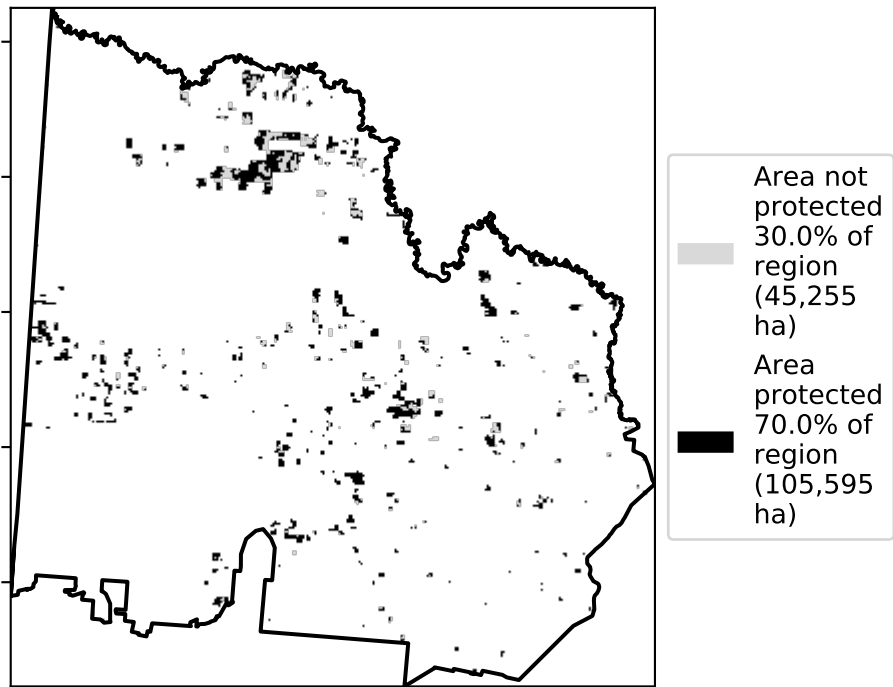 Area not
protected
30.0% of
region
(45,255
ha)
Area
protected
70.0% of
region
(105,595
ha)